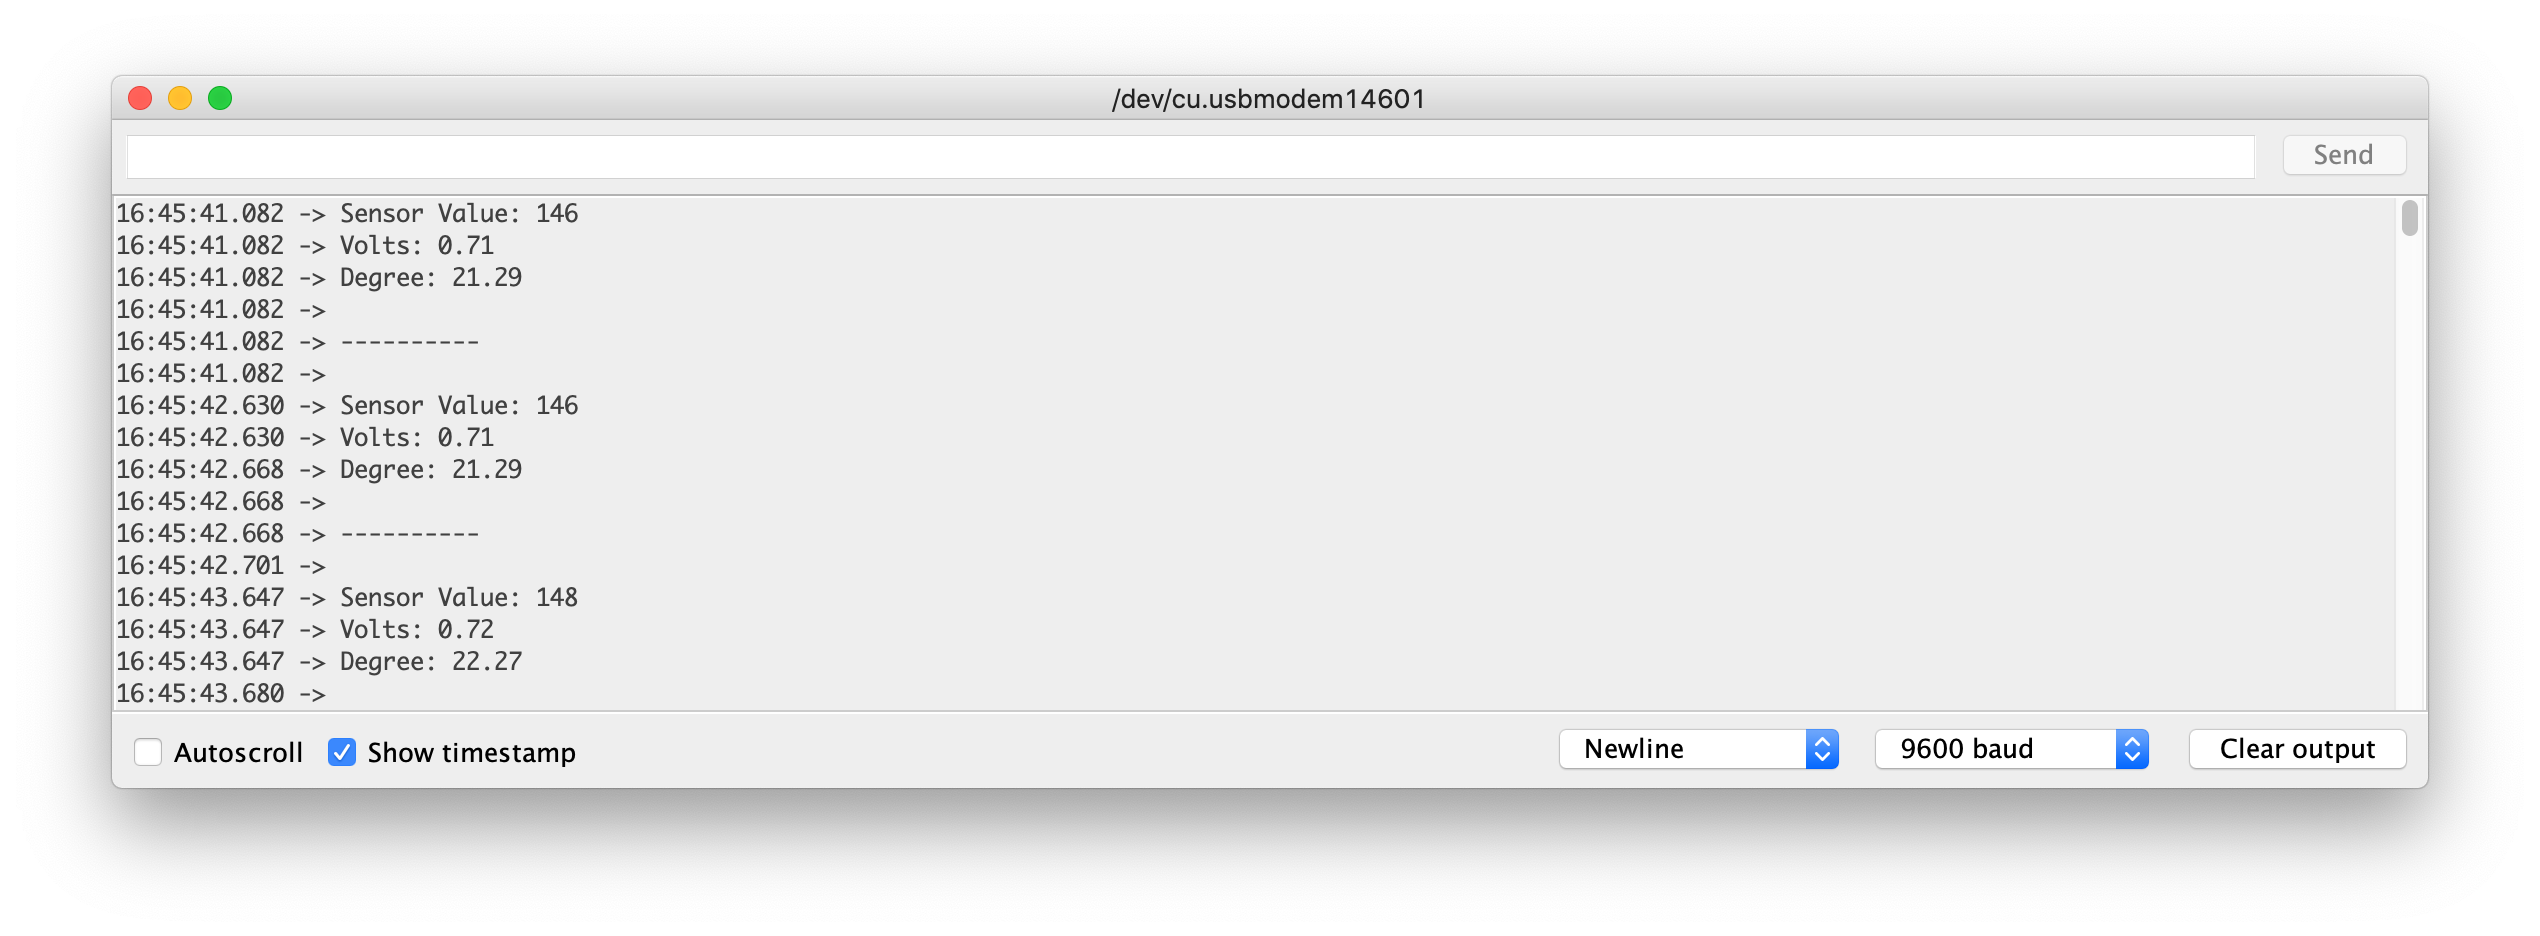 /dev/cu.usbmodem14601
Send
16:45:41.082 -> Sensor Value: 146
16:45:41.082 -> Volts: 0.71
16:45:41.082 -> Degree: 21.29
16:45:41.082 ->
16:45:41.082 -> ----------
16:45:41.082 ->
16:45:42.630 -> Sensor Value: 146
16:45:42.630 -> Volts: 0.71
16:45:42.668 -> Degree: 21.29
16:45:42.668 ->
16:45:42.668 -> ----------
16:45:42.701 ->
16:45:43.647 -> Sensor Value: 148
16:45:43.647 -> Volts: 0.72
16:45:43.647 -> Degree: 22.27
16:45:43.680 ->
Autoscroll Show timestamp Newline 9600 baud Clear output